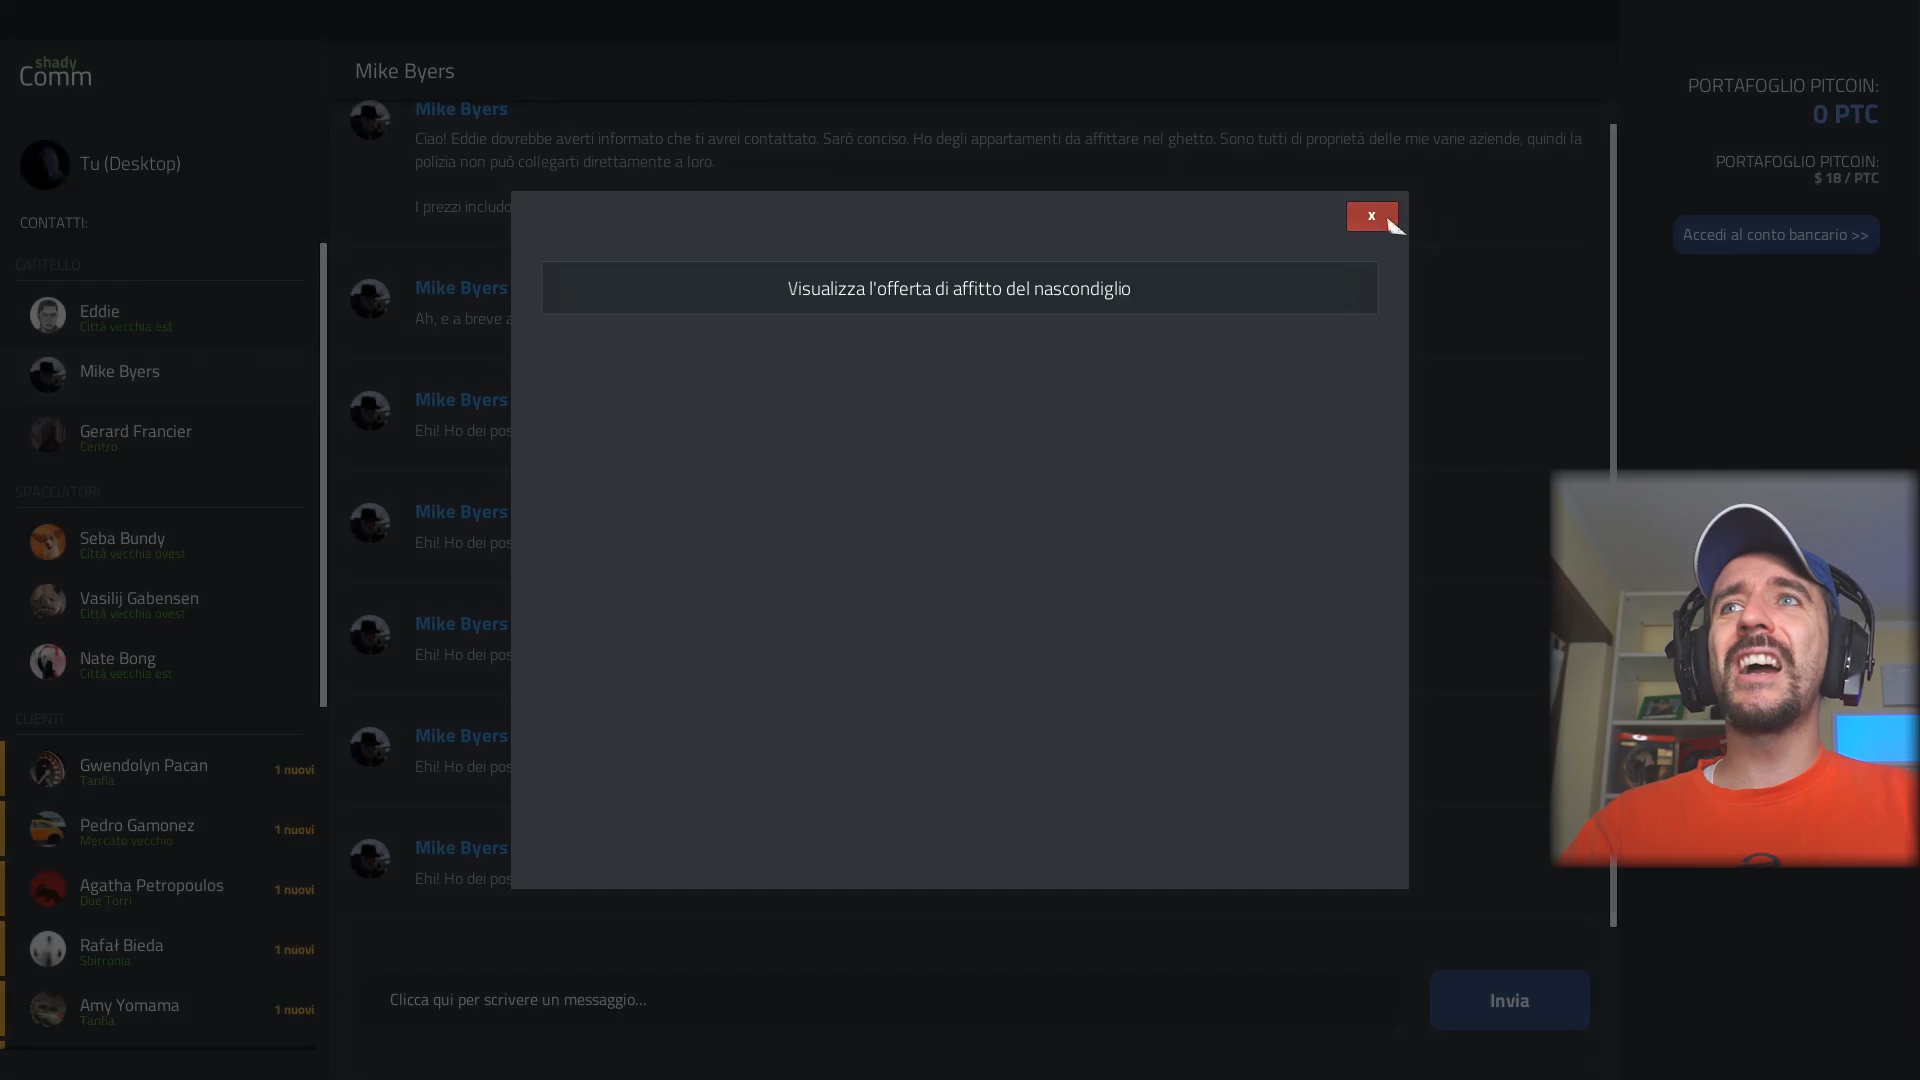 shady
Comm
Tu (Desktop)
CONTATTI:
CARTELLO
Eddie
Città vecchia est
Mike Byers
Gerard Francier
Centro
SPACCIATORI
Seba Bundy
Città vecchia ovest
Vasilij Gabensen
Città vecchia ovest
Nate Bong
Città vecchia est
CLIENTI
Gwendolyn Pacan
Tanfia
1 nuovi
Pedro Gamonez
Mercato vecchio
1 nuovi
Agatha Petropoulos
Due Torri
1 nuovi
Rafał Bieda
Sbirronia
1 nuovi
Amy Yomama
Tanfia
1 nuovi
Mike Byers
Mike Byers
Ciao! Eddie dovrebbe averti informato che ti avrei contattato. Sarò conciso. Ho degli appartamenti da affittare nel ghetto. Sono tutti di proprietà delle mie varie aziende, quindi la
polizia non può collegarti direttamente a loro.
I prezzi includo
Mike Byers
Ah, e a breve a
Mike Byers
Ehi! Ho dei pos
Mike Byers
Ehi! Ho dei pos
Mike Byers
Ehi! Ho dei pos
Mike Byers
Ehi! Ho dei pos
Mike Byers
Ehi! Ho dei pos
x
Visualizza l'offerta di affitto del nascondiglio
Clicca qui per scrivere un messaggio...
Invia
PORTAFOGLIO PITCOIN:
0 PTC
PORTAFOGLIO PITCOIN:
$ 18 / PTC
Accedi al conto bancario >>